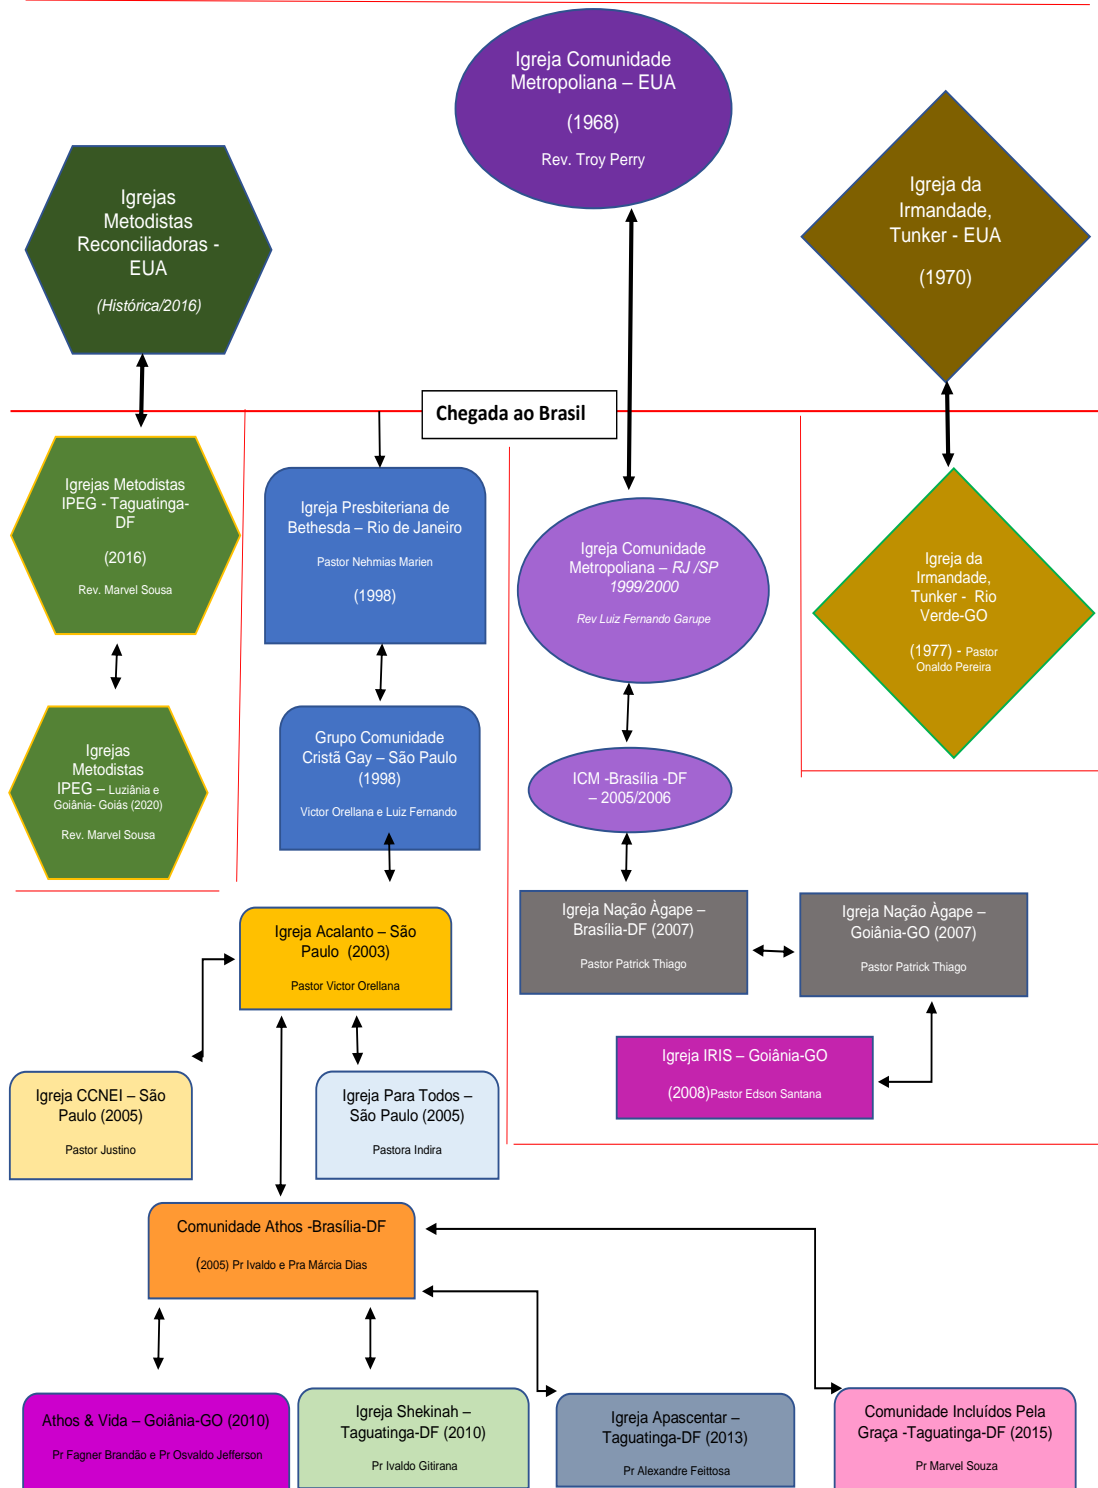 Igreja Comunidade
Metropoliana – EUA
(1968)
Rev. Troy Perry
Igrejas
Metodistas
Reconciliadoras -
EUA
(Histórica/2016)
Igreja da
Irmandade,
Tunker - EUA
(1970)
Chegada ao Brasil
Igrejas Metodistas
IPEG - Taguatinga-
DF
(2016)
Rev. Marvel Sousa
Igreja Presbiteriana de
Bethesda – Rio de Janeiro
Pastor Nehmias Marien
(1998)
Igreja Comunidade
Metropoliana – RJ /SP
1999/2000
Rev Luiz Fernando Garupe
Igreja da
Irmandade,
Tunker - Rio
Verde-GO
(1977) - Pastor
Onaldo Pereira
Igrejas
Metodistas
IPEG – Luziânia e
Goiânia- Goiás (2020)
Rev. Marvel Sousa
Grupo Comunidade
Cristã Gay – São Paulo
(1998)
Victor Orellana e Luiz Fernando
ICM -Brasília -DF
– 2005/2006
Igreja Acalanto – São
Paulo (2003)
Pastor Victor Orellana
Igreja Nação Àgape –
Brasília-DF (2007)
Pastor Patrick Thiago
Igreja Nação Àgape –
Goiânia-GO (2007)
Pastor Patrick Thiago
Igreja IRIS – Goiânia-GO
(2008)Pastor Edson Santana
Igreja CCNEI – São
Paulo (2005)
Pastor Justino
Igreja Para Todos –
São Paulo (2005)
Pastora Indira
Comunidade Athos -Brasília-DF
(2005) Pr Ivaldo e Pra Márcia Dias
Athos & Vida – Goiânia-GO (2010)
Pr Fagner Brandão e Pr Osvaldo Jefferson
Igreja Shekinah –
Taguatinga-DF (2010)
Pr Ivaldo Gitirana
Igreja Apascentar –
Taguatinga-DF (2013)
Pr Alexandre Feittosa
Comunidade Incluídos Pela
Graça -Taguatinga-DF (2015)
Pr Marvel Souza